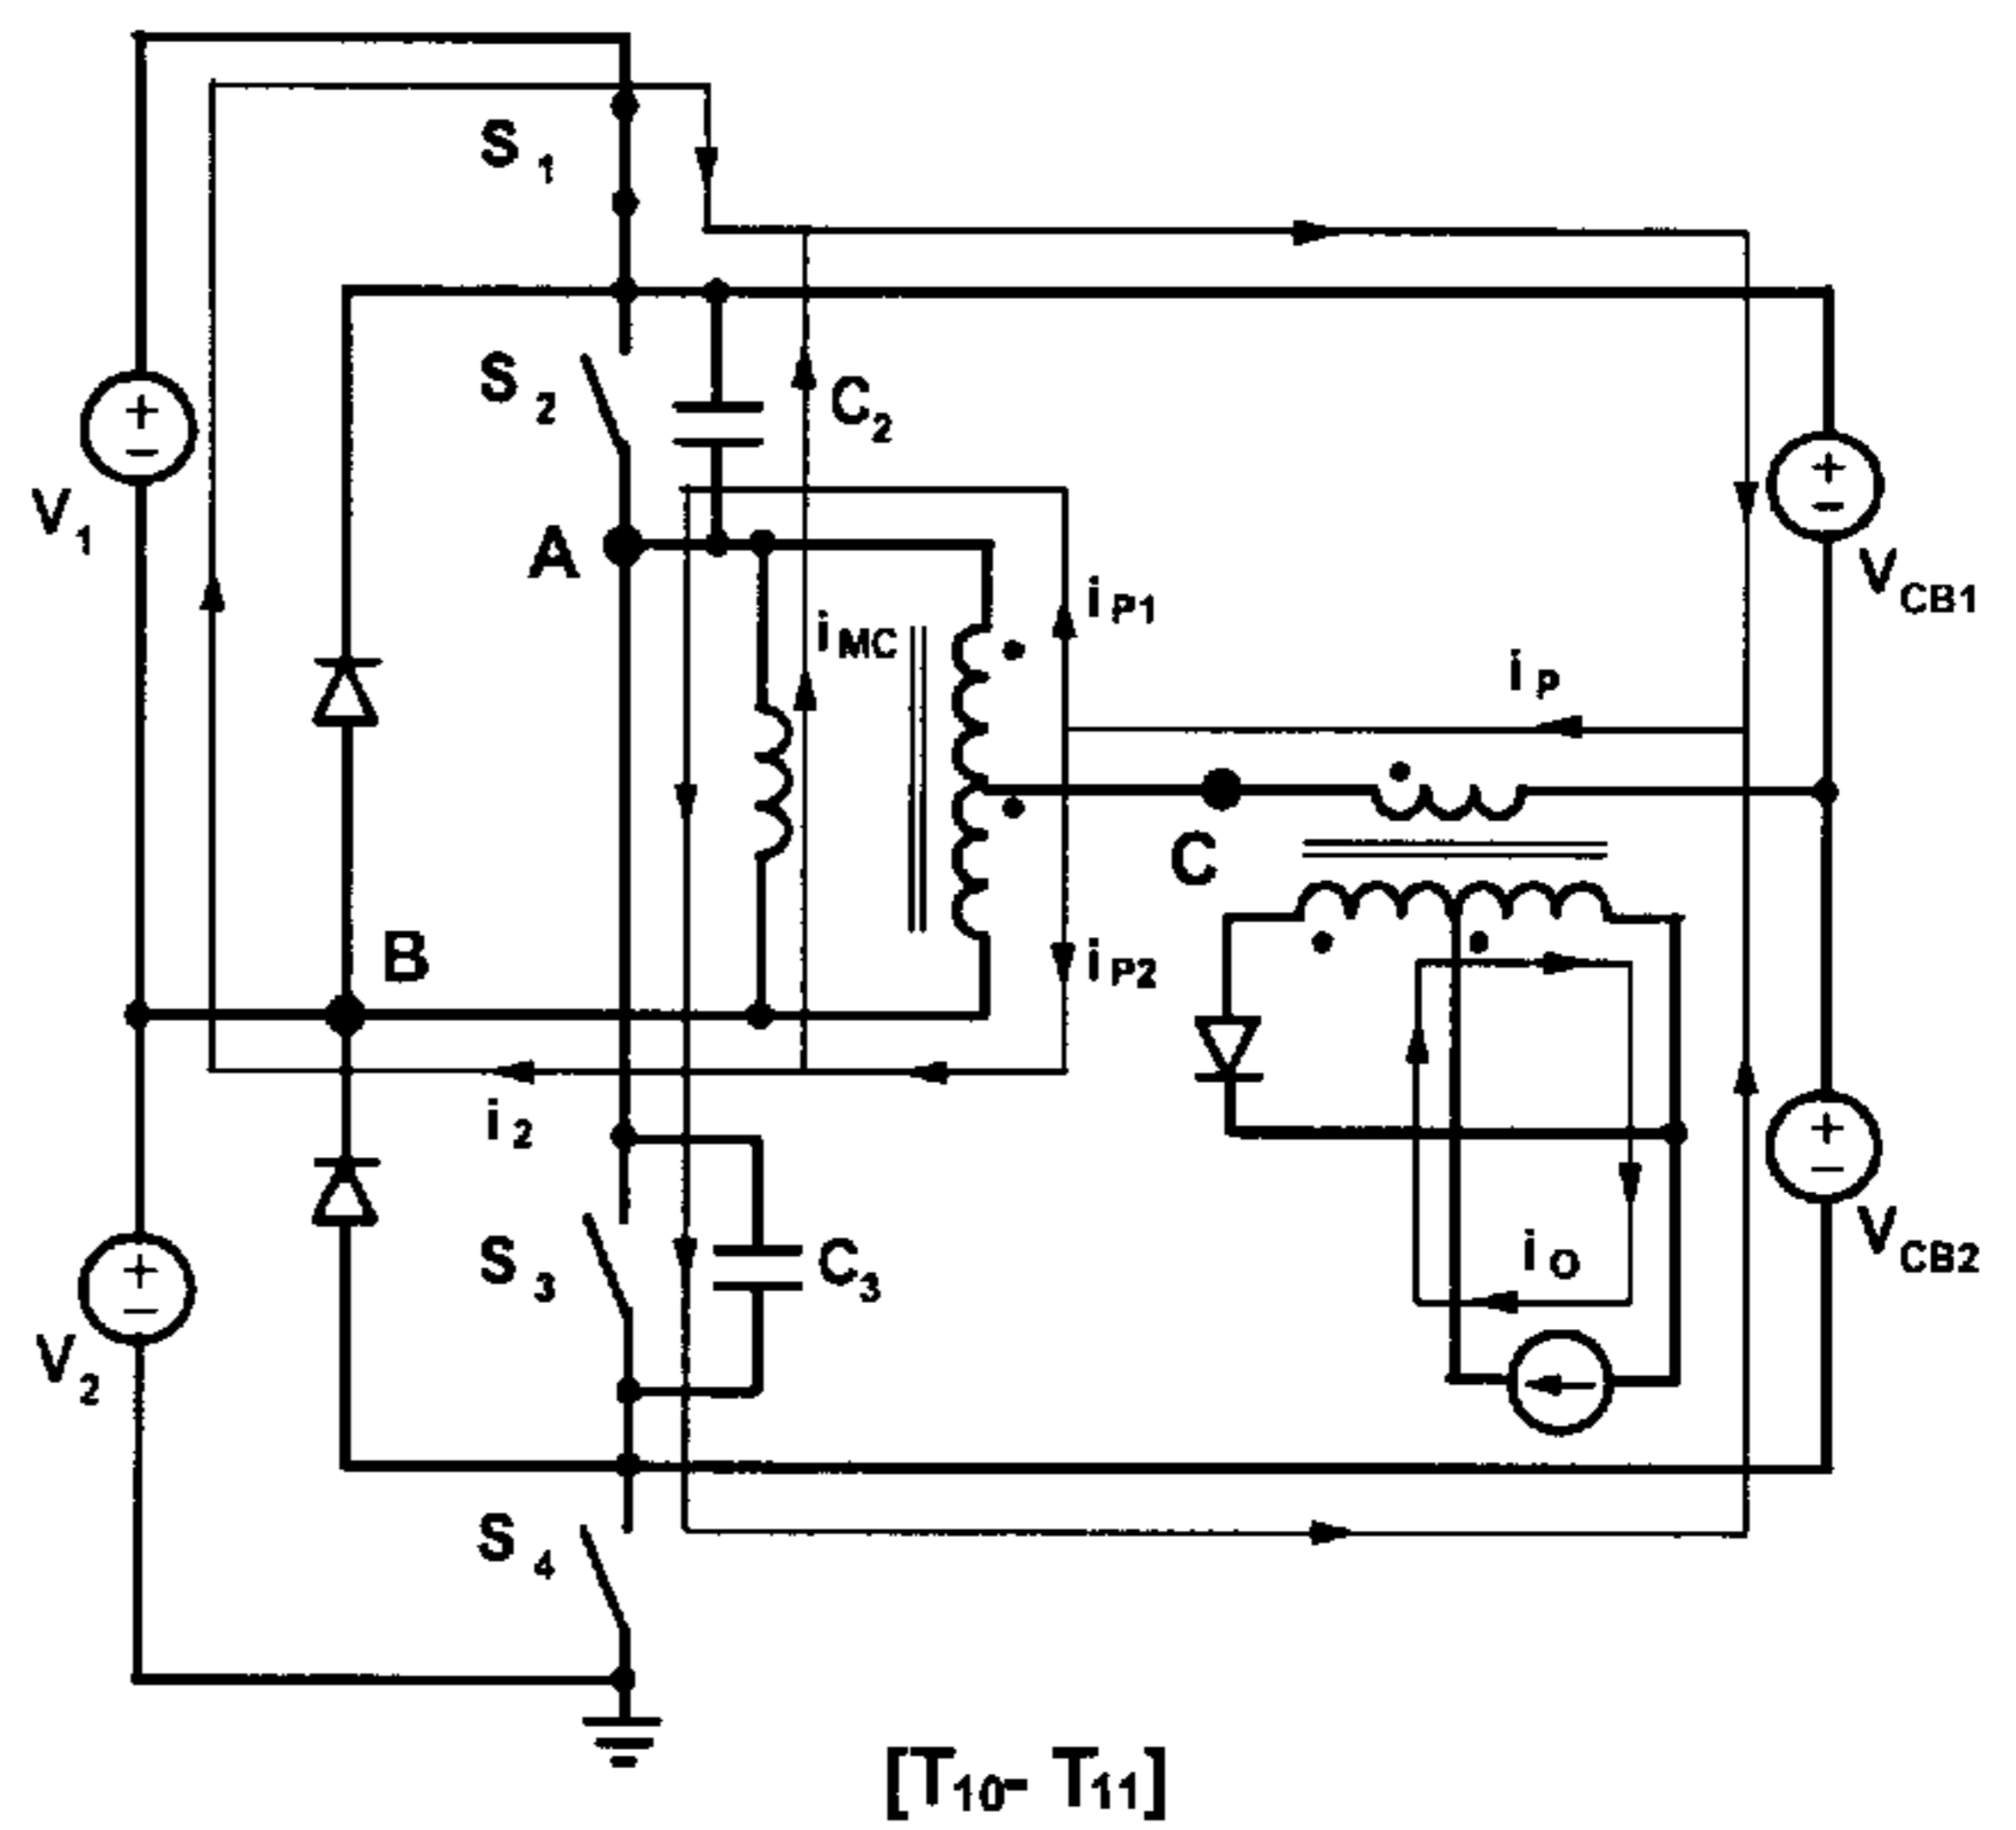 S1
V1
S2
C2
A
iMC
iP1
VCB1
iP
C
B
iP2
i2
S3
C3
iO
VCB2
V2
S4
[T10- T11]